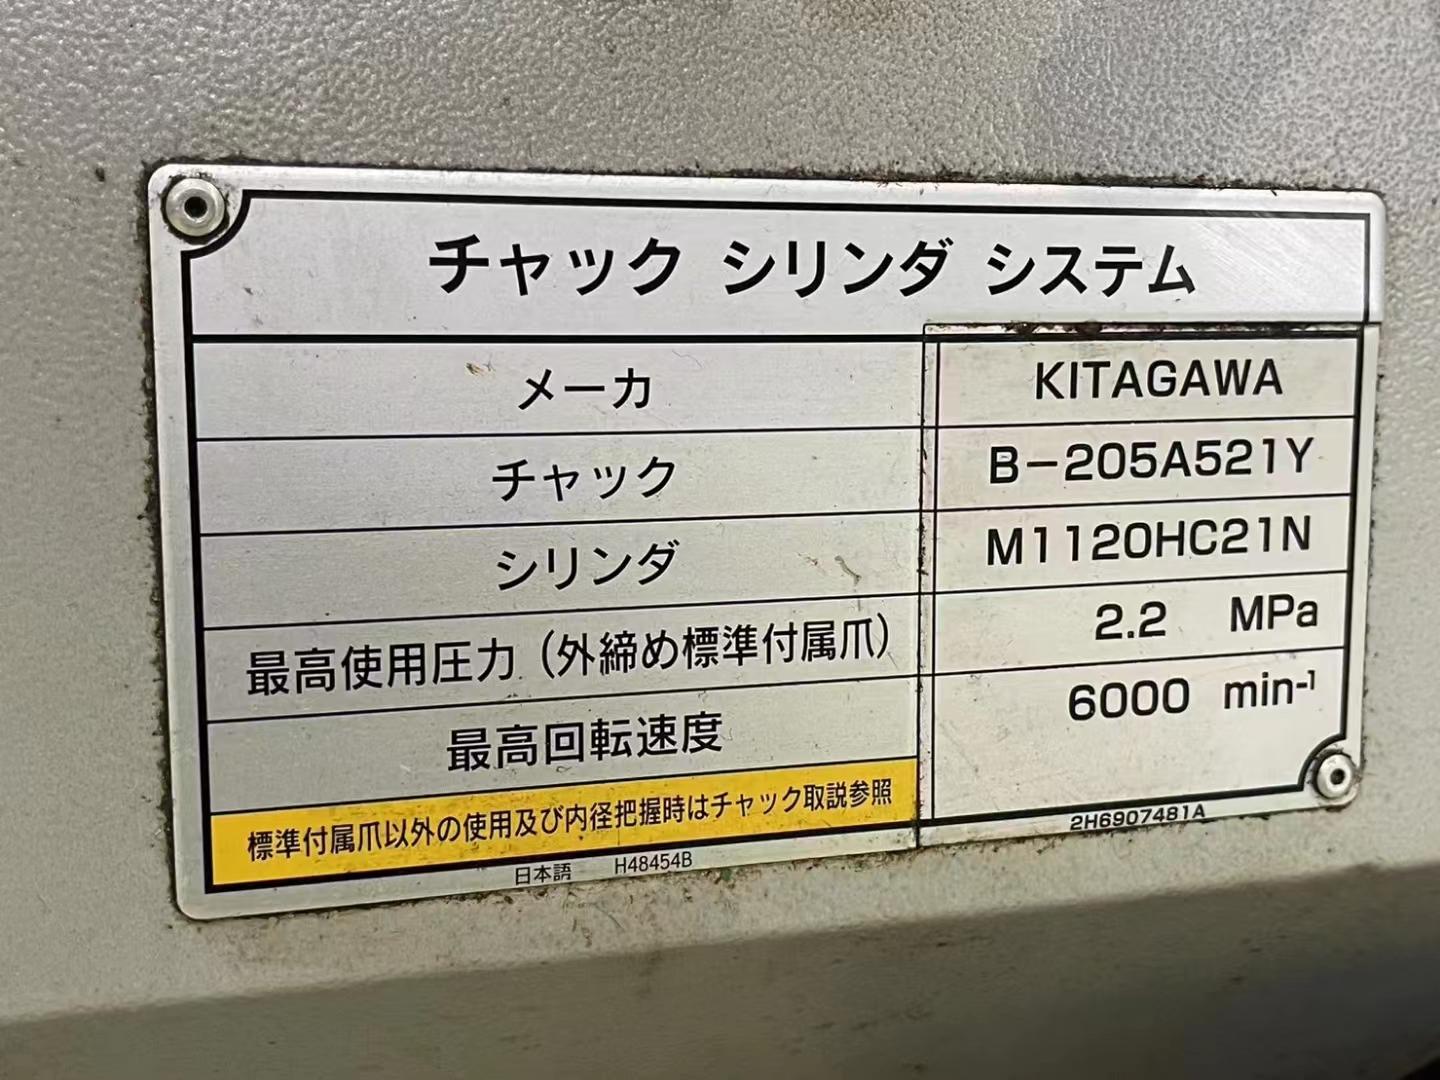 チャック シリンダ システム
メーカ KITAGAWA
チャック B-205A521Y
シリンダ M1120HC21N
最高使用圧力(外締め標準付属爪) 2.2 MPa
最高回転速度 6000 min-1
標準付属爪以外の使用及び内径把握時はチャック取説参照
2H6907481A
日本語 H48454B